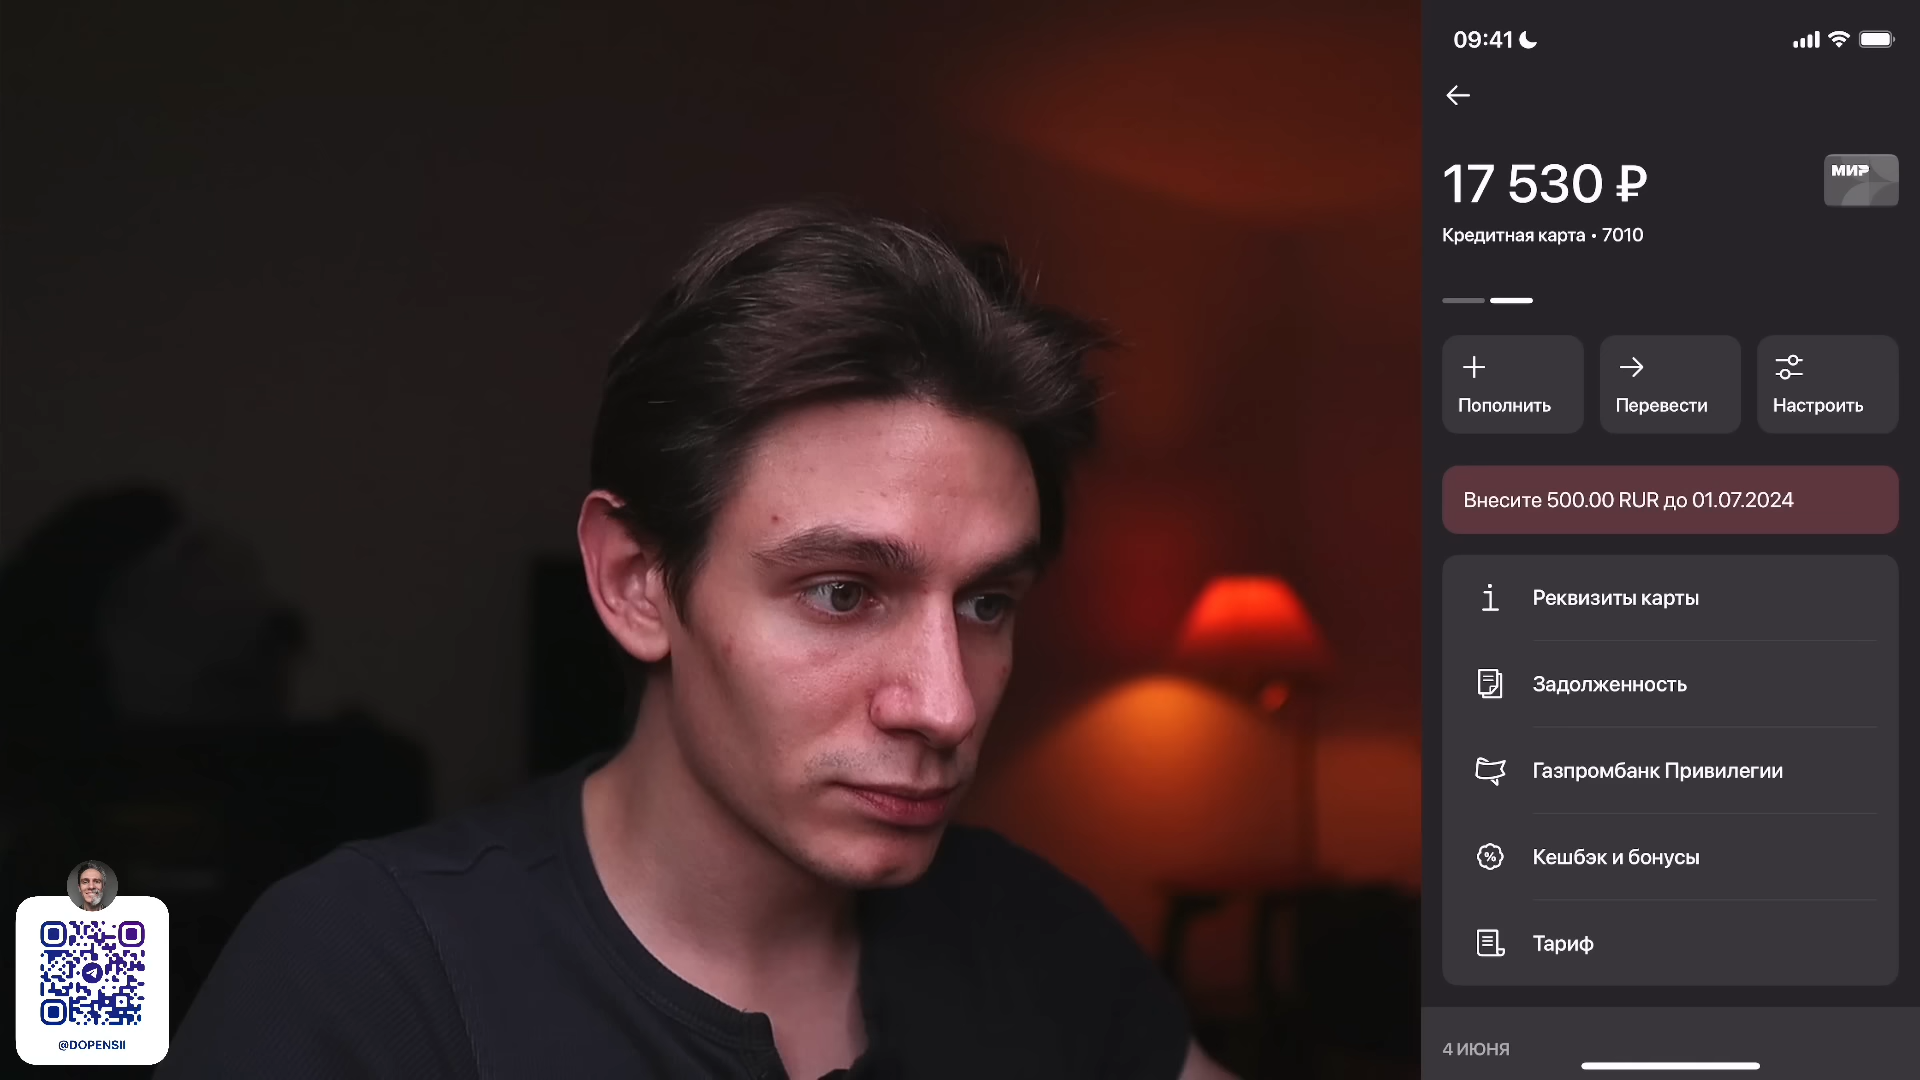 09:41
17 530 ₽
МИР
Кредитная карта • 7010
Пополнить
Перевести
Настроить
Внесите 500.00 RUR до 01.07.2024
Реквизиты карты
Задолженность
Газпромбанк Привилегии
Кешбэк и бонусы
Тариф
4 ИЮНЯ
@DOPENSII